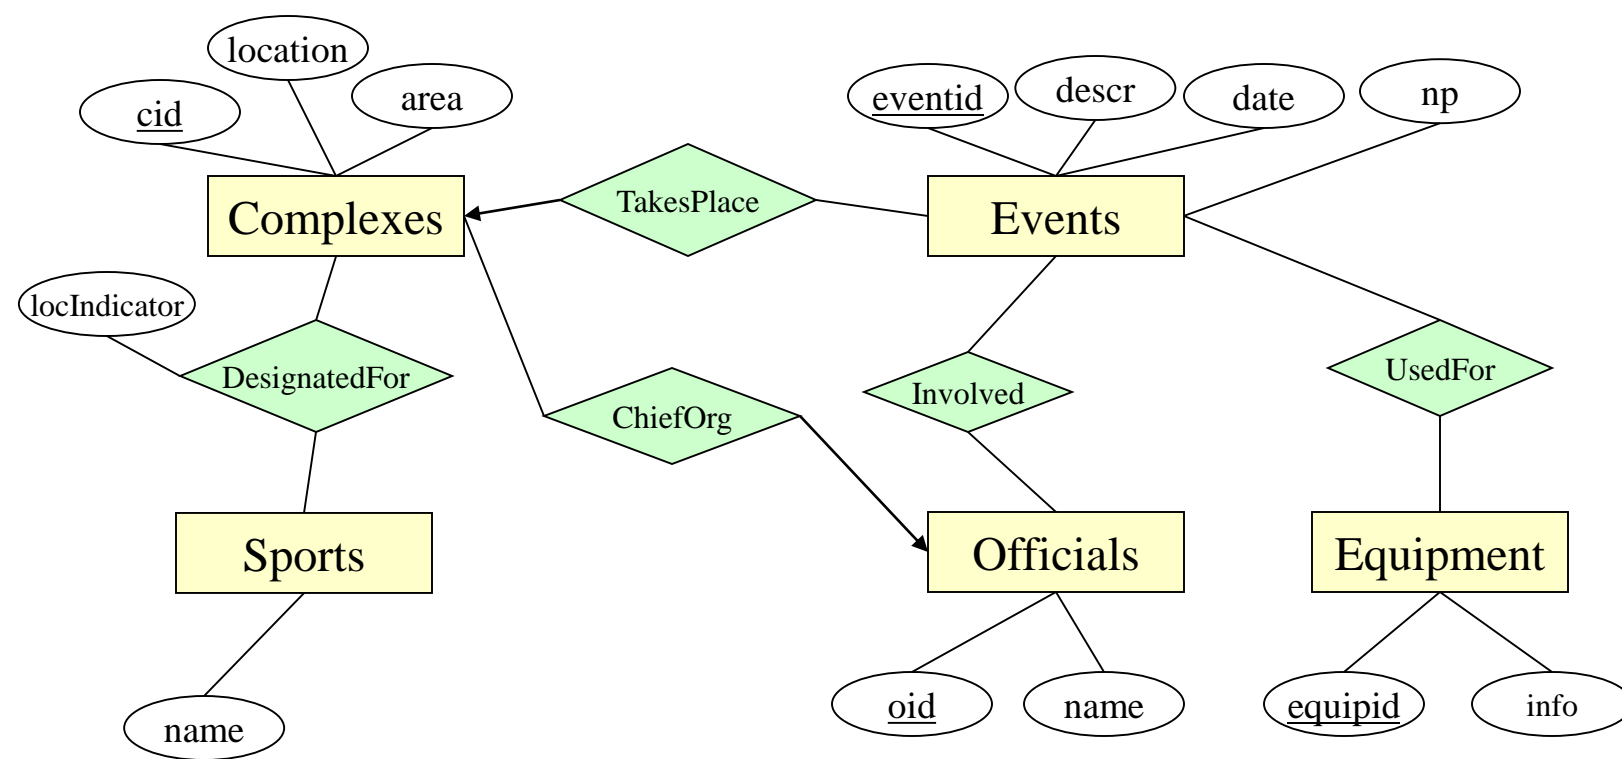 location
cid
area
eventid
descr
date
np
Complexes
TakesPlace
Events
locIndicator
DesignatedFor
ChiefOrg
Involved
UsedFor
Sports
Officials
Equipment
name
oid
name
equipid
info